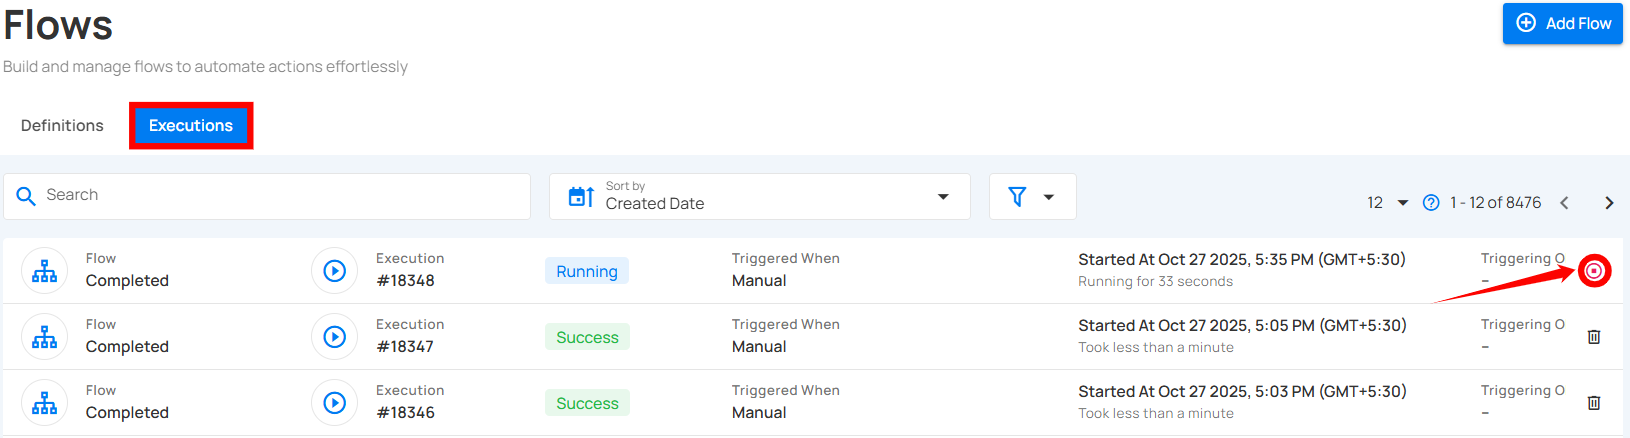 Flows
Add Flow
Build and manage flows to automate actions effortlessly
Definitions
Executions
Search
Sort by
Created Date
12
1 - 12 of 8476
Flow
Completed
Execution
#18348
Running
Triggered When
Manual
Started At Oct 27 2025, 5:35 PM (GMT+5:30)
Running for 33 seconds
Triggering O
–
Flow
Completed
Execution
#18347
Success
Triggered When
Manual
Started At Oct 27 2025, 5:05 PM (GMT+5:30)
Took less than a minute
Triggering O
–
Flow
Completed
Execution
#18346
Success
Triggered When
Manual
Started At Oct 27 2025, 5:03 PM (GMT+5:30)
Took less than a minute
Triggering O
–